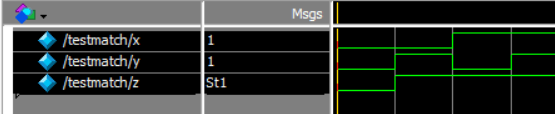 Msgs
/testmatch/x 1
/testmatch/y 1
/testmatch/z St1